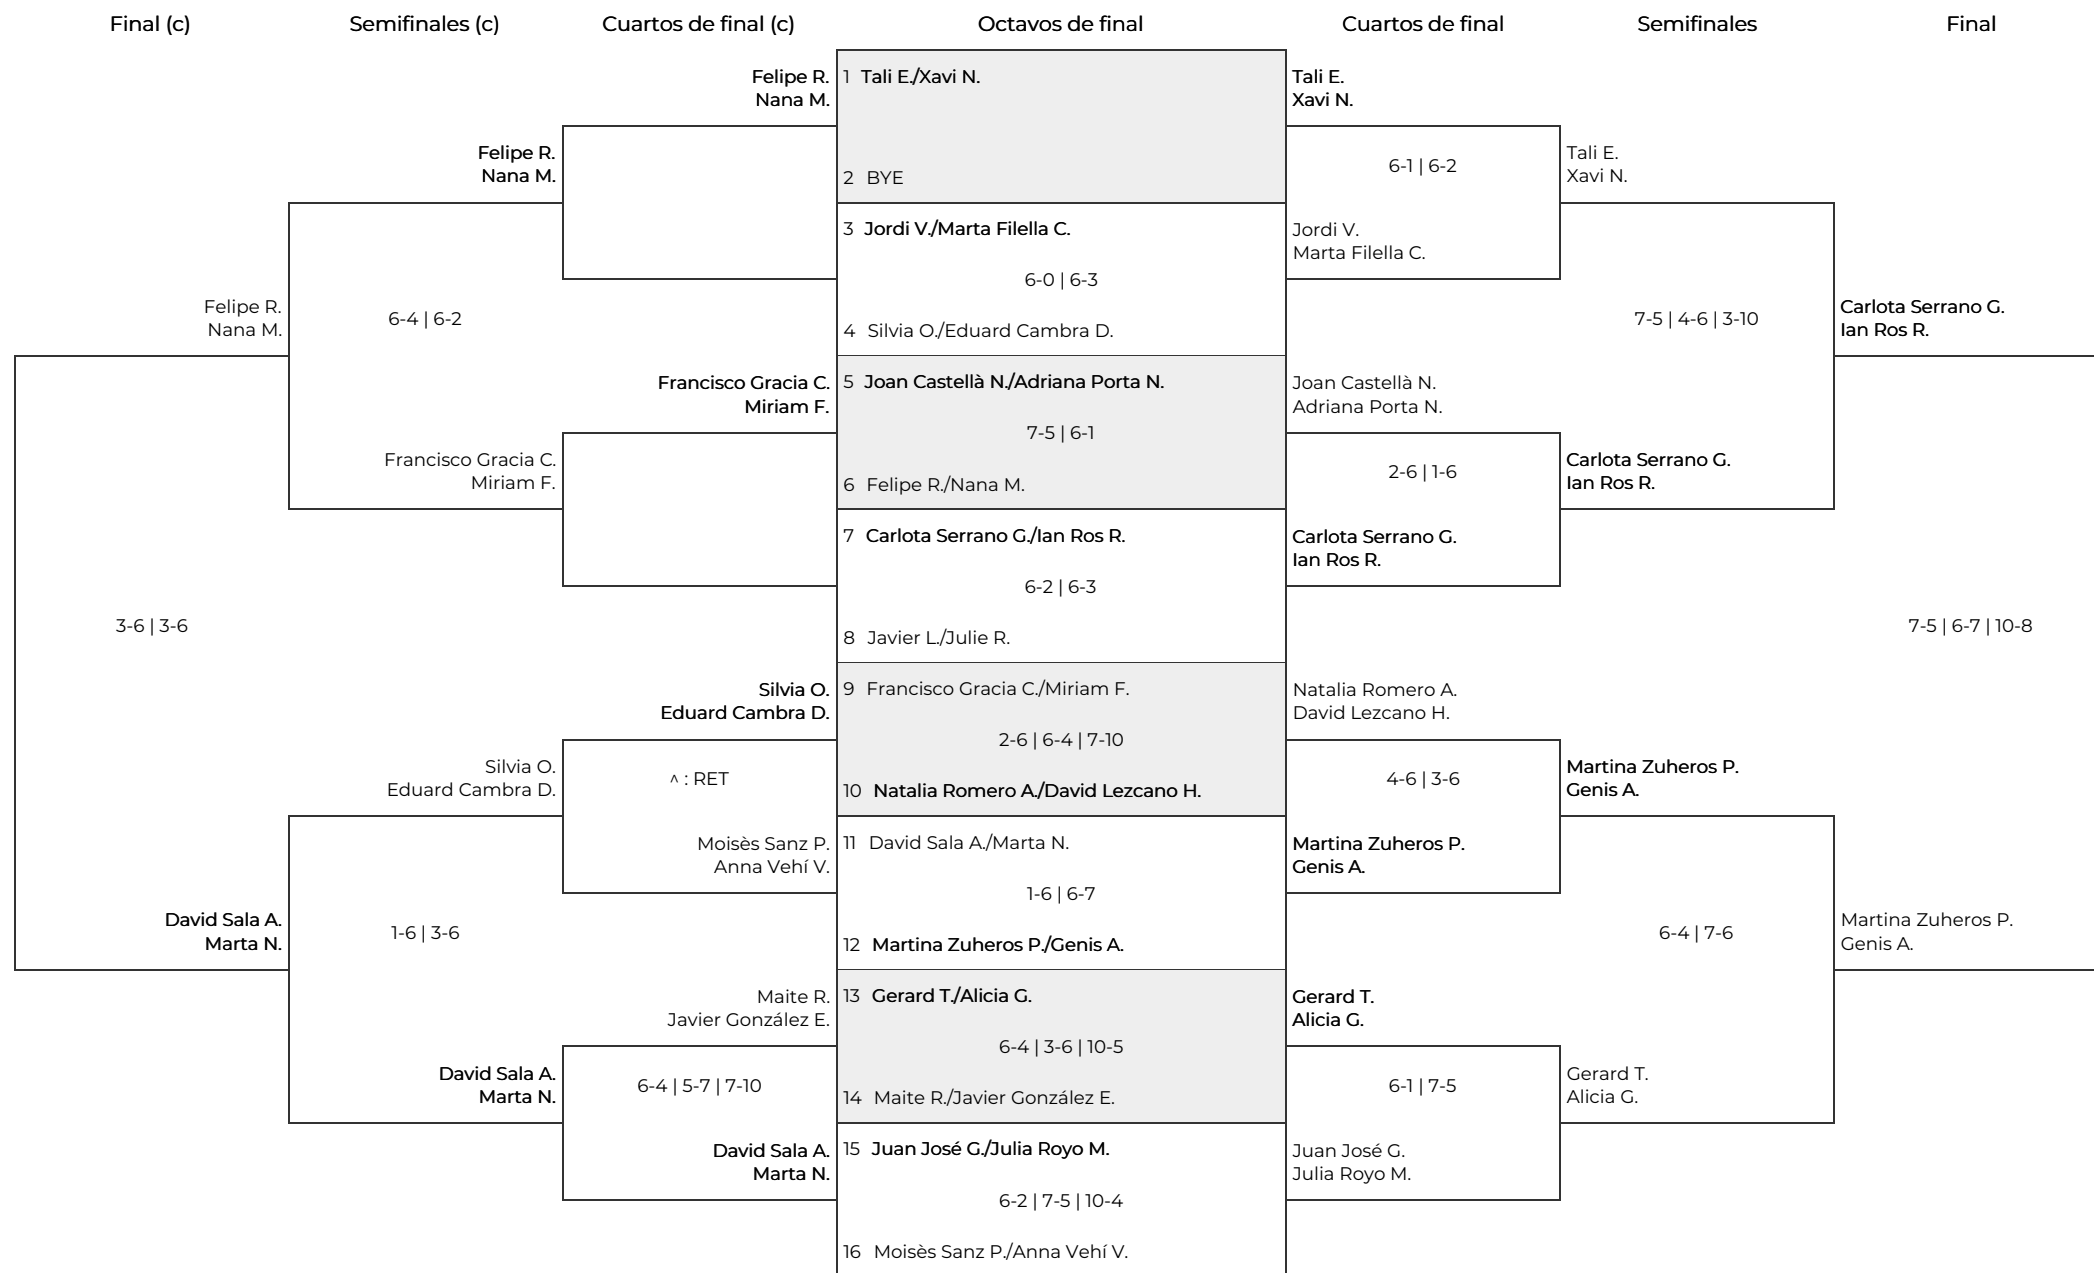 Final (c)
Semifinales (c)
Cuartos de final (c)
Octavos de final
Cuartos de final
Semifinales
Final
Felipe R.
Nana M.
Felipe R.
Nana M.
Felipe R.
Nana M.
6-4 | 6-2
Francisco Gracia C.
Miriam F.
Francisco Gracia C.
Miriam F.
3-6 | 3-6
Silvia O.
Eduard Cambra D.
Silvia O.
Eduard Cambra D.
^ : RET
Moisès Sanz P.
Anna Vehí V.
David Sala A.
Marta N.
1-6 | 3-6
Maite R.
Javier González E.
David Sala A.
Marta N.
6-4 | 5-7 | 7-10
David Sala A.
Marta N.
1 Tali E./Xavi N.
2 BYE
3 Jordi V./Marta Filella C.
6-0 | 6-3
4 Silvia O./Eduard Cambra D.
5 Joan Castellà N./Adriana Porta N.
7-5 | 6-1
6 Felipe R./Nana M.
7 Carlota Serrano G./Ian Ros R.
6-2 | 6-3
8 Javier L./Julie R.
9 Francisco Gracia C./Miriam F.
2-6 | 6-4 | 7-10
10 Natalia Romero A./David Lezcano H.
11 David Sala A./Marta N.
1-6 | 6-7
12 Martina Zuheros P./Genis A.
13 Gerard T./Alicia G.
6-4 | 3-6 | 10-5
14 Maite R./Javier González E.
15 Juan José G./Julia Royo M.
6-2 | 7-5 | 10-4
16 Moisès Sanz P./Anna Vehí V.
Tali E.
Xavi N.
6-1 | 6-2
Jordi V.
Marta Filella C.
Tali E.
Xavi N.
7-5 | 4-6 | 3-10
Carlota Serrano G.
Ian Ros R.
Joan Castellà N.
Adriana Porta N.
2-6 | 1-6
Carlota Serrano G.
Ian Ros R.
Carlota Serrano G.
Ian Ros R.
7-5 | 6-7 | 10-8
Natalia Romero A.
David Lezcano H.
4-6 | 3-6
Martina Zuheros P.
Genis A.
Martina Zuheros P.
Genis A.
6-4 | 7-6
Martina Zuheros P.
Genis A.
Gerard T.
Alicia G.
6-1 | 7-5
Gerard T.
Alicia G.
Juan José G.
Julia Royo M.